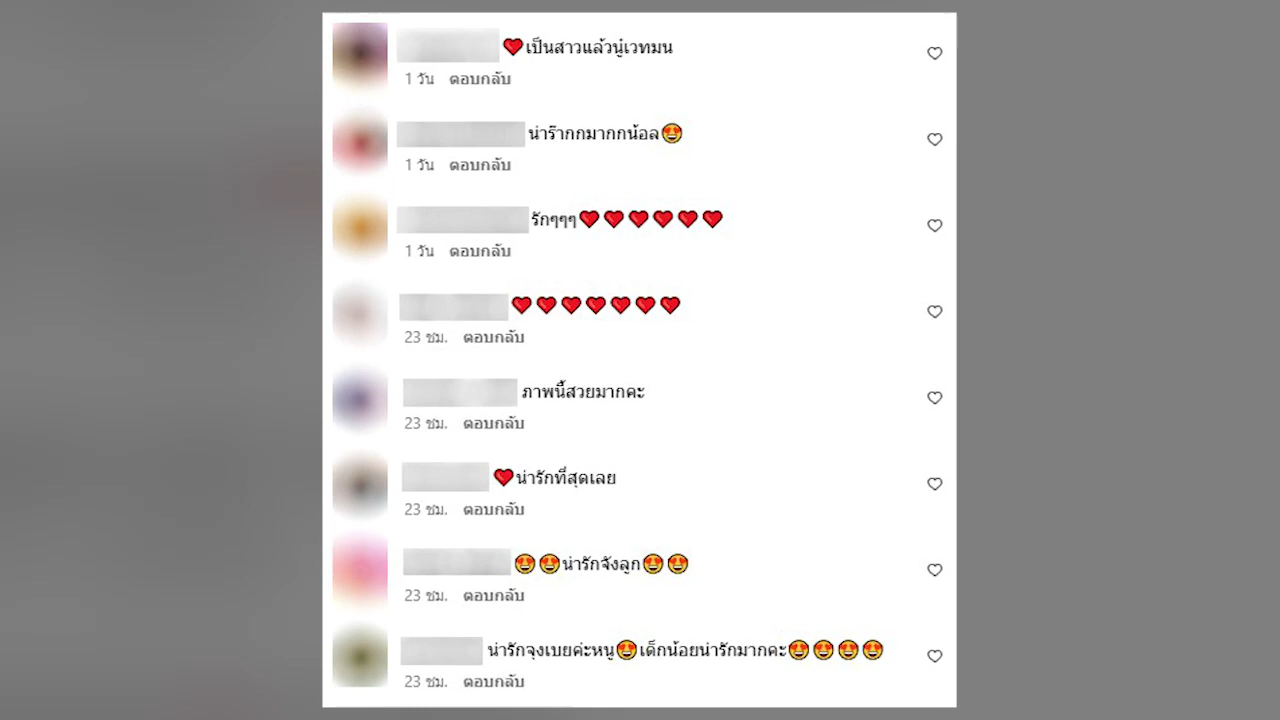 ❤️เป็นสาวแล้วนู่เวทมน
1 วัน ตอบกลับ
น่าร๊ากกมากกน้อล😍
1 วัน ตอบกลับ
รักๆๆๆ❤️❤️❤️❤️❤️❤️
1 วัน ตอบกลับ
❤️❤️❤️❤️❤️❤️❤️
23 ชม. ตอบกลับ
ภาพนี้สวยมากคะ
23 ชม. ตอบกลับ
❤️น่ารักที่สุดเลย
23 ชม. ตอบกลับ
😍😍น่ารักจังลูก😍😍
23 ชม. ตอบกลับ
น่ารักจุงเบยค่ะหนู😍เด็กน้อยน่ารักมากคะ😍😍😍😍
23 ชม. ตอบกลับ